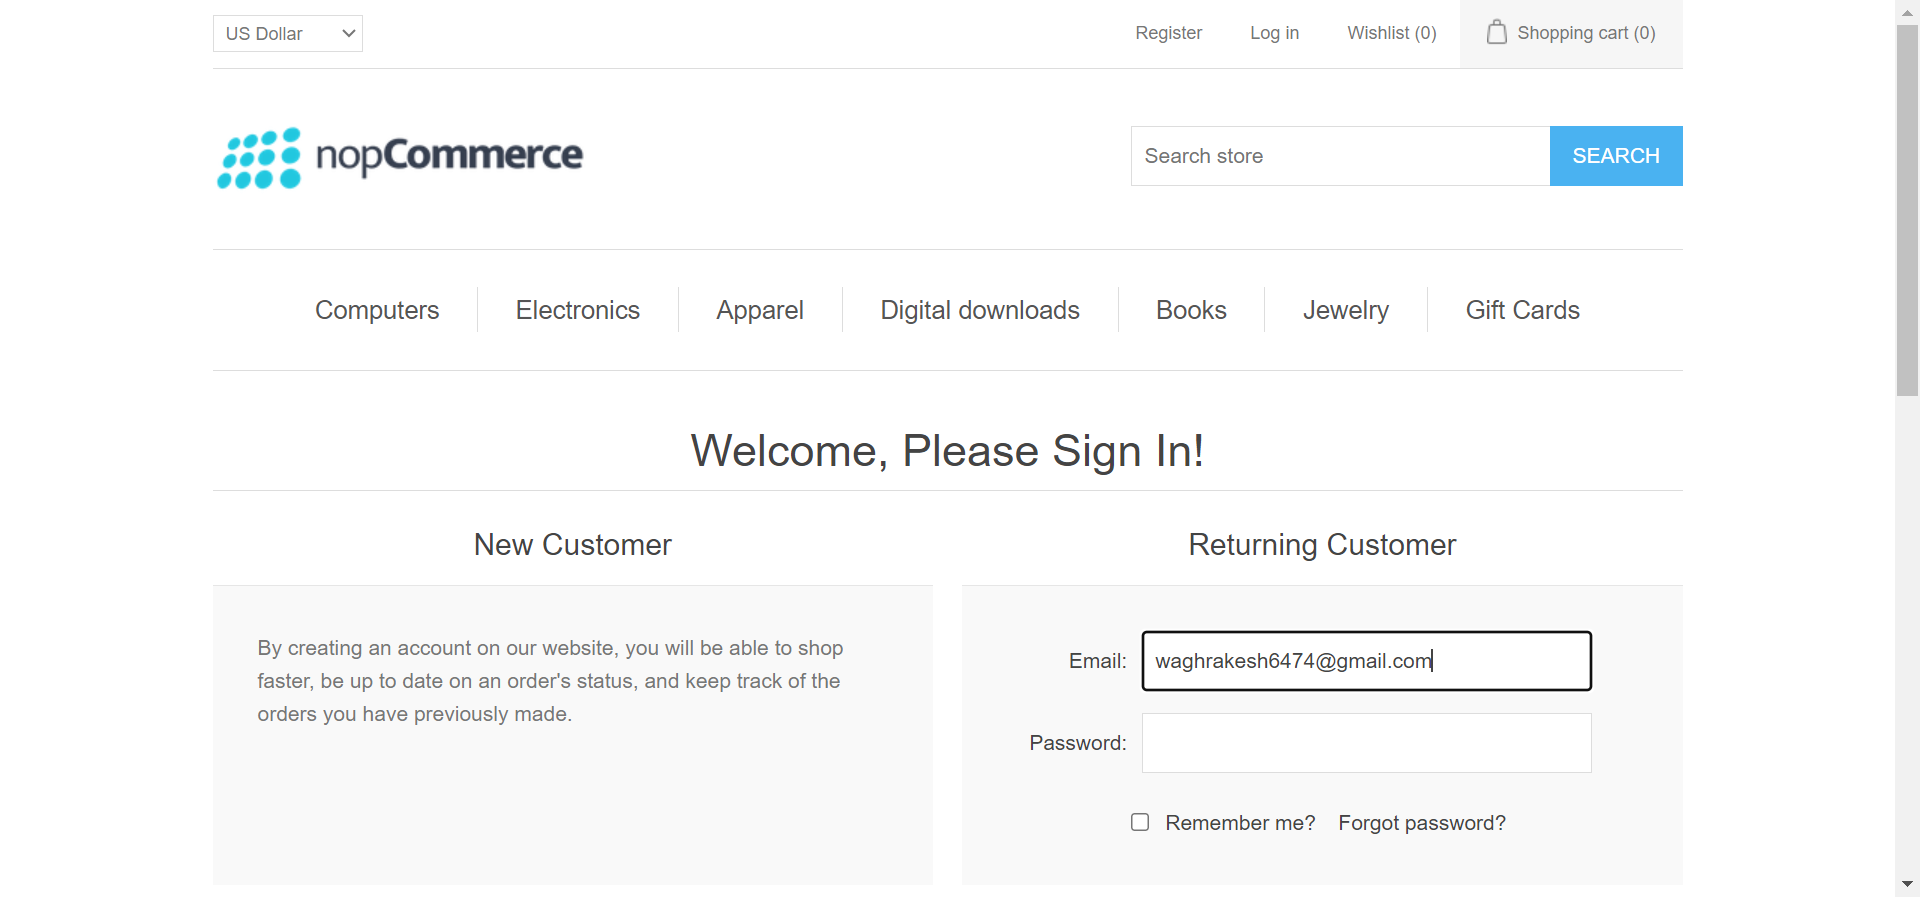 US Dollar
Register
Log in
Wishlist (0)
Shopping cart (0)
nopCommerce
Search store
SEARCH
Computers
Electronics
Apparel
Digital downloads
Books
Jewelry
Gift Cards
Welcome, Please Sign In!
New Customer
By creating an account on our website, you will be able to shop
faster, be up to date on an order's status, and keep track of the
orders you have previously made.
Returning Customer
Email:
waghrakesh6474@gmail.com
Password:
Remember me?
Forgot password?